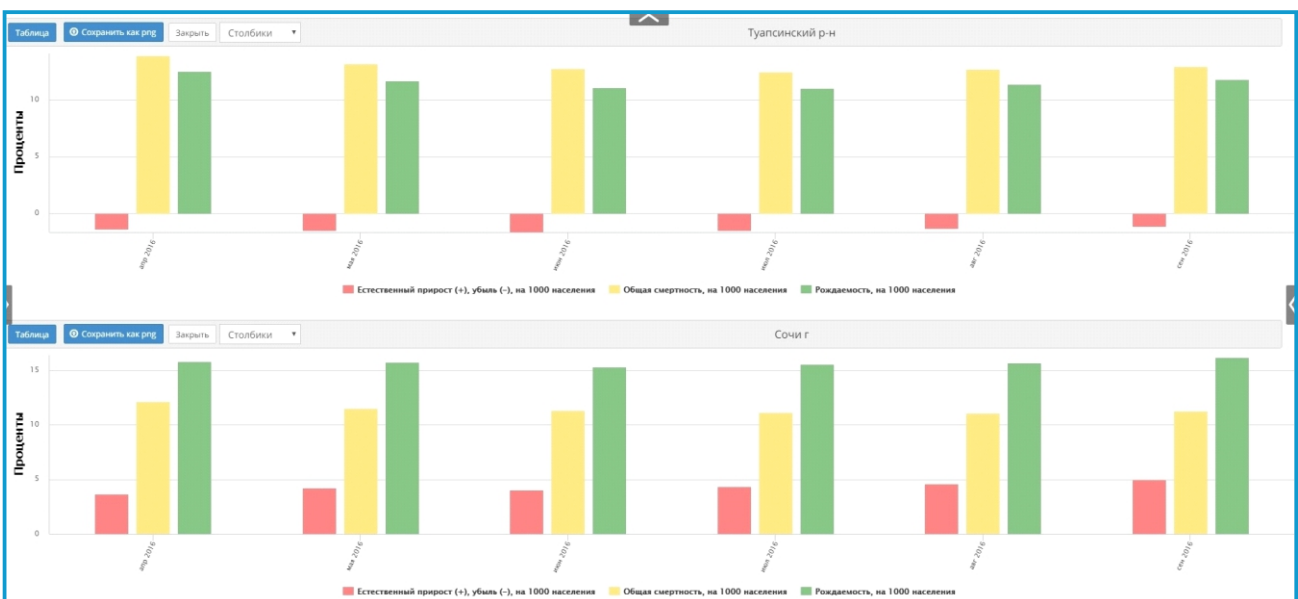 Таблица Сохранить как png Закрыть Столбики Туапсинский р-н
Проценты
10
5
0
апр 2016 мая 2016 июн 2016 июл 2016 авг 2016 сен 2016
Естественный прирост (+), убыль (-), на 1000 населения Общая смертность, на 1000 населения Рождаемость, на 1000 населения
Таблица Сохранить как png Закрыть Столбики Сочи г
Проценты
15
10
5
0
апр 2016 мая 2016 июн 2016 июл 2016 авг 2016 сен 2016
Естественный прирост (+), убыль (-), на 1000 населения Общая смертность, на 1000 населения Рождаемость, на 1000 населения